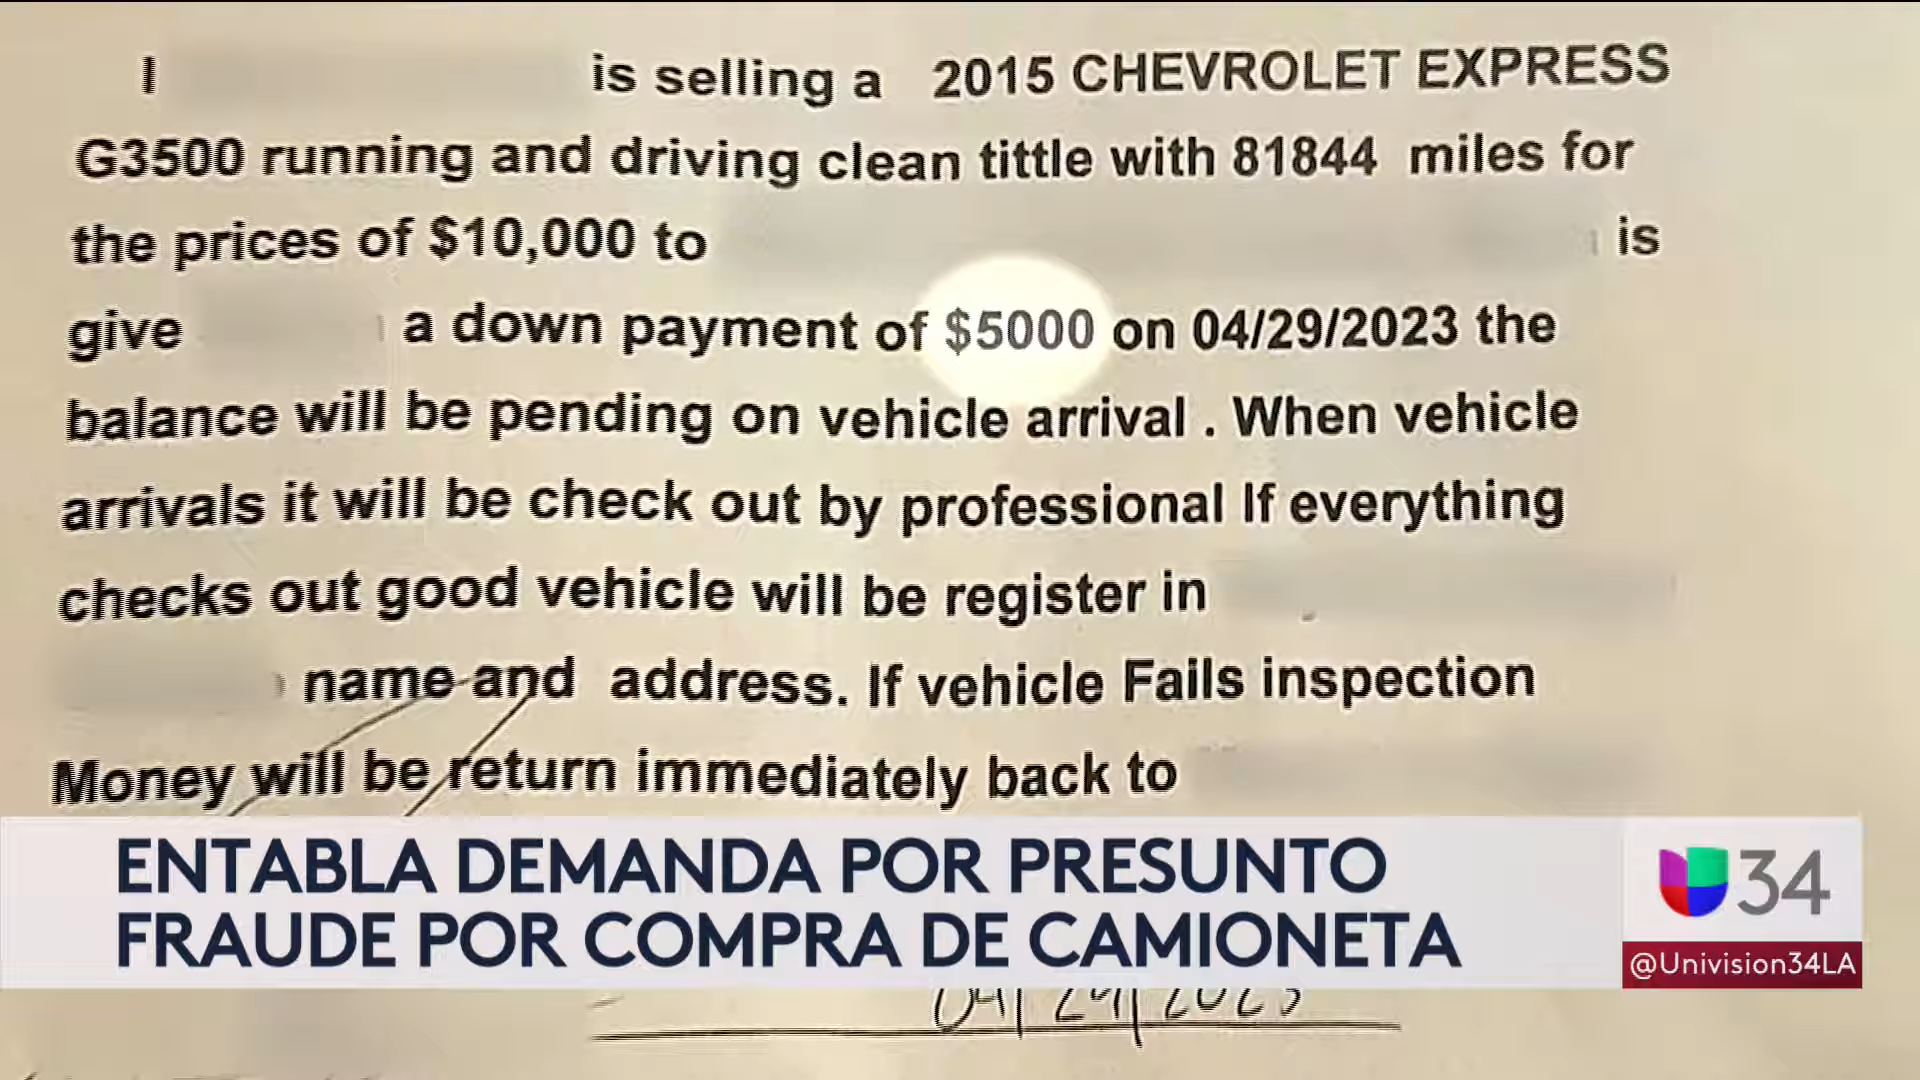 I is selling a 2015 CHEVROLET EXPRESS
G3500 running and driving clean tittle with 81844 miles for
the prices of $10,000 to is
give a down payment of $5000 on 04/29/2023 the
balance will be pending on vehicle arrival . When vehicle
arrivals it will be check out by professional If everything
checks out good vehicle will be register in
name and address. If vehicle Fails inspection
Money will be return immediately back to
ENTABLA DEMANDA POR PRESUNTO
FRAUDE POR COMPRA DE CAMIONETA
34
@Univision34LA
04/29/2023